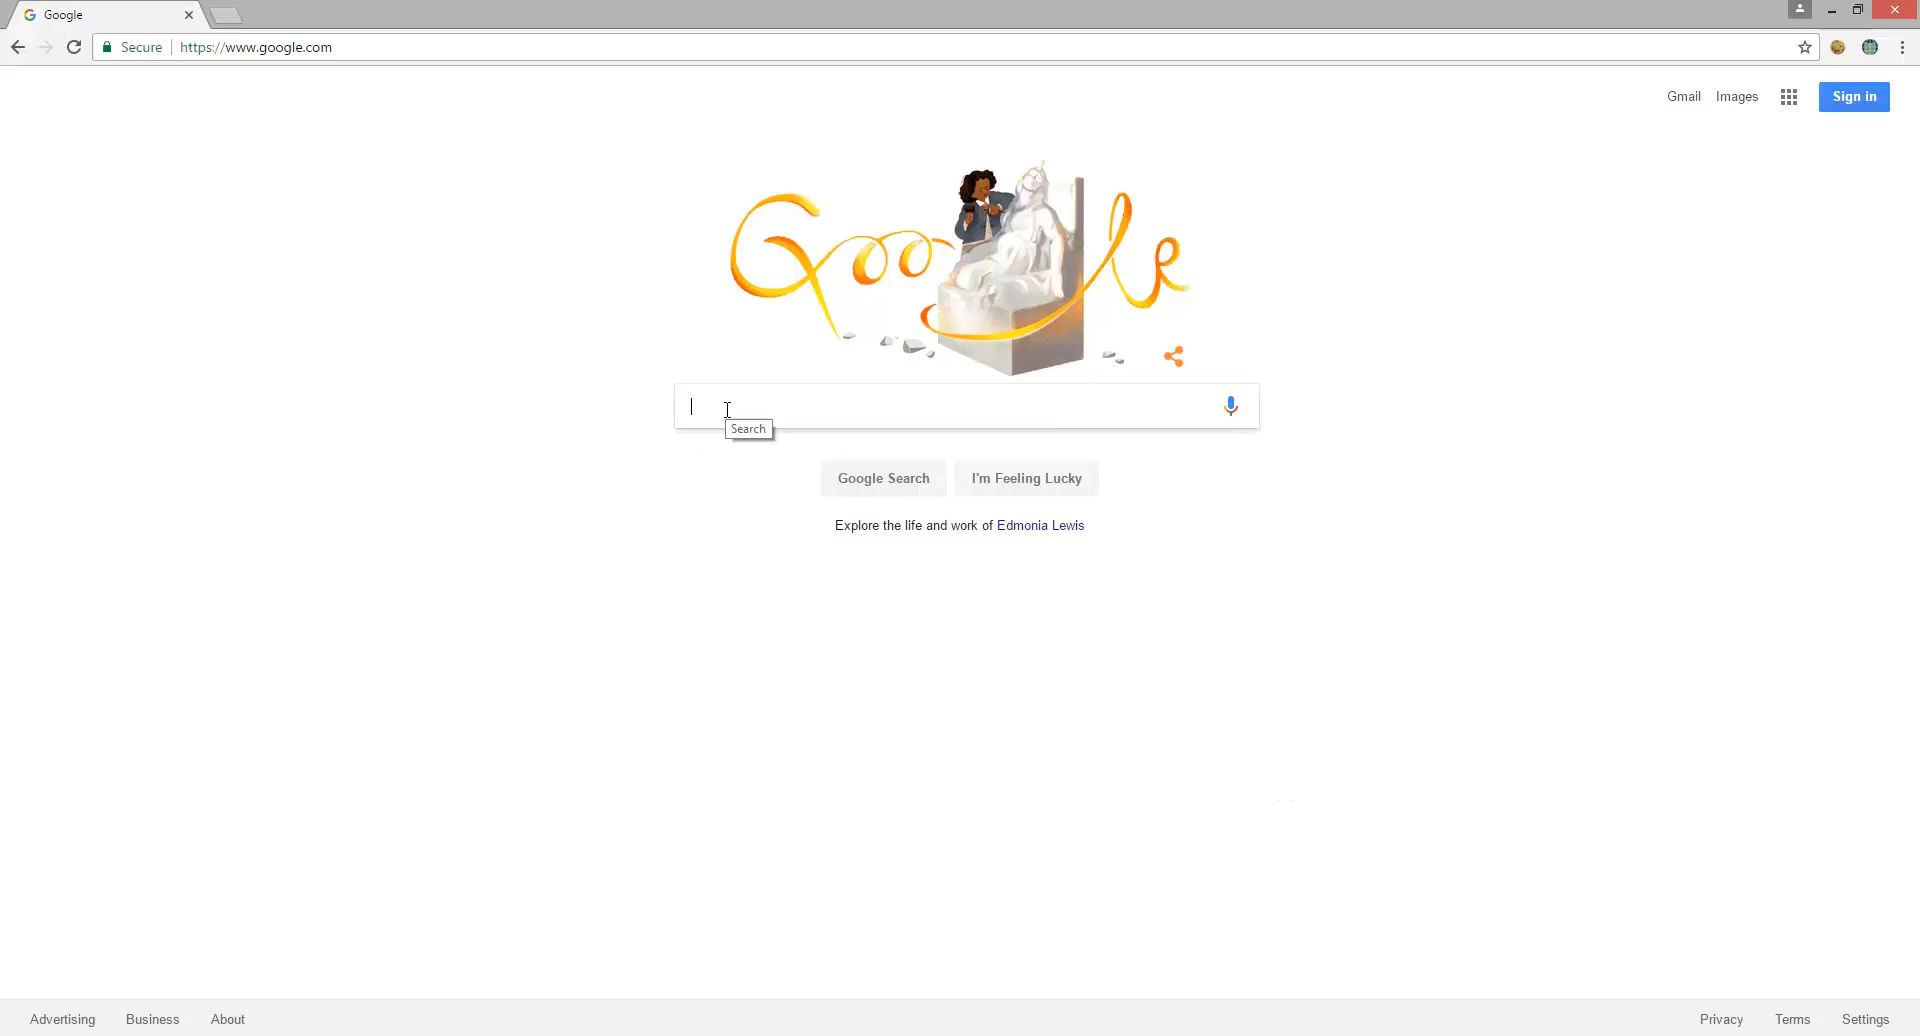 Google
Secure https://www.google.com
Gmail Images Sign in
Google
Search
Google Search I'm Feeling Lucky
Explore the life and work of Edmonia Lewis
Advertising Business About Privacy Terms Settings